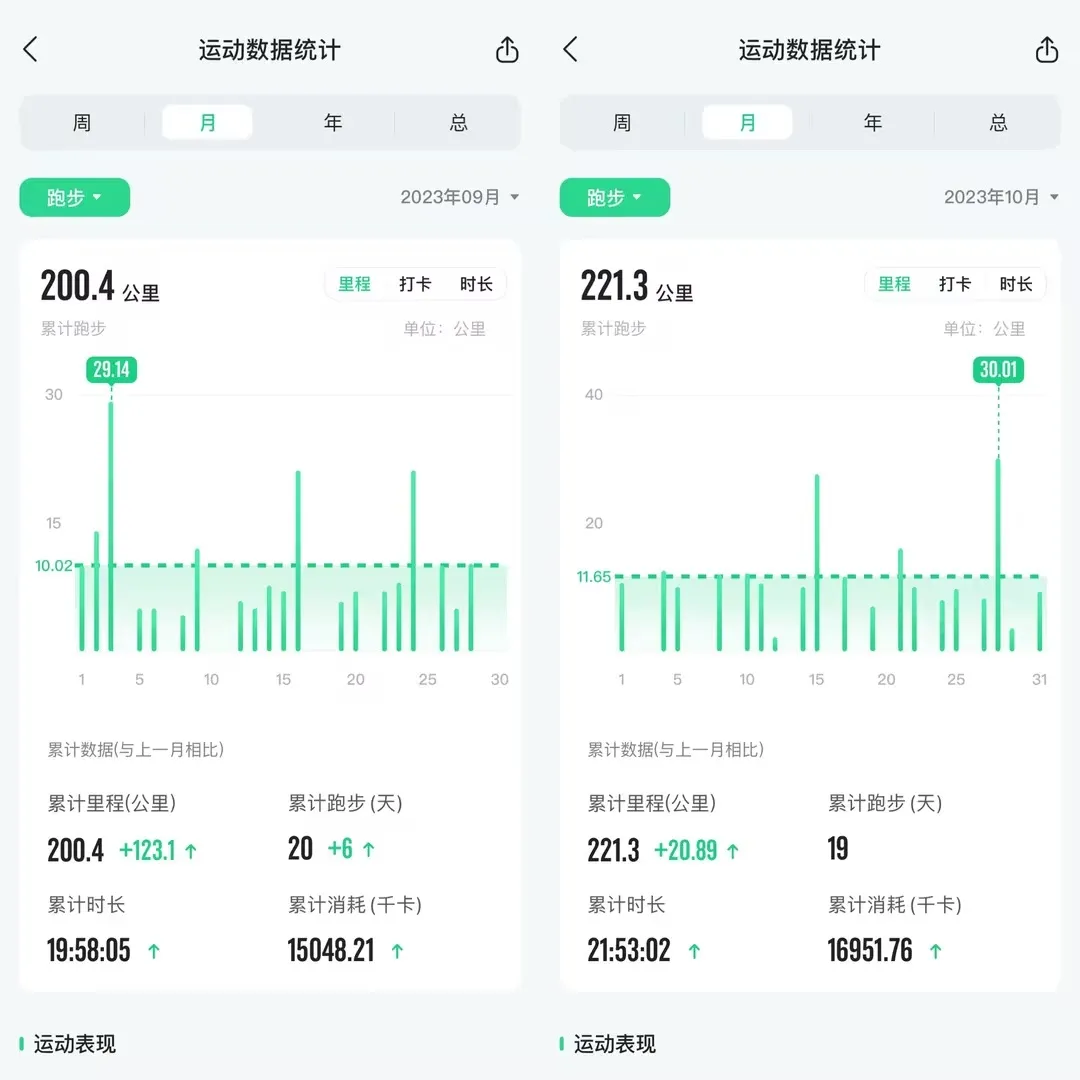 运动数据统计
周 月 年 总
跑步
2023年09月
200.4 公里
里程 打卡 时长
累计跑步
单位：公里
29.14
30
15
10.02
1 5 10 15 20 25 30
累计数据(与上一月相比)
累计里程(公里) 累计跑步 (天)
200.4 +123.1 ↑ 20 +6 ↑
累计时长 累计消耗 (千卡)
19:58:05 ↑ 15048.21 ↑
运动表现
运动数据统计
周 月 年 总
跑步
2023年10月
221.3 公里
里程 打卡 时长
累计跑步
单位：公里
30.01
40
20
11.65
1 5 10 15 20 25 31
累计数据(与上一月相比)
累计里程(公里) 累计跑步 (天)
221.3 +20.89 ↑ 19
累计时长 累计消耗 (千卡)
21:53:02 ↑ 16951.76 ↑
运动表现